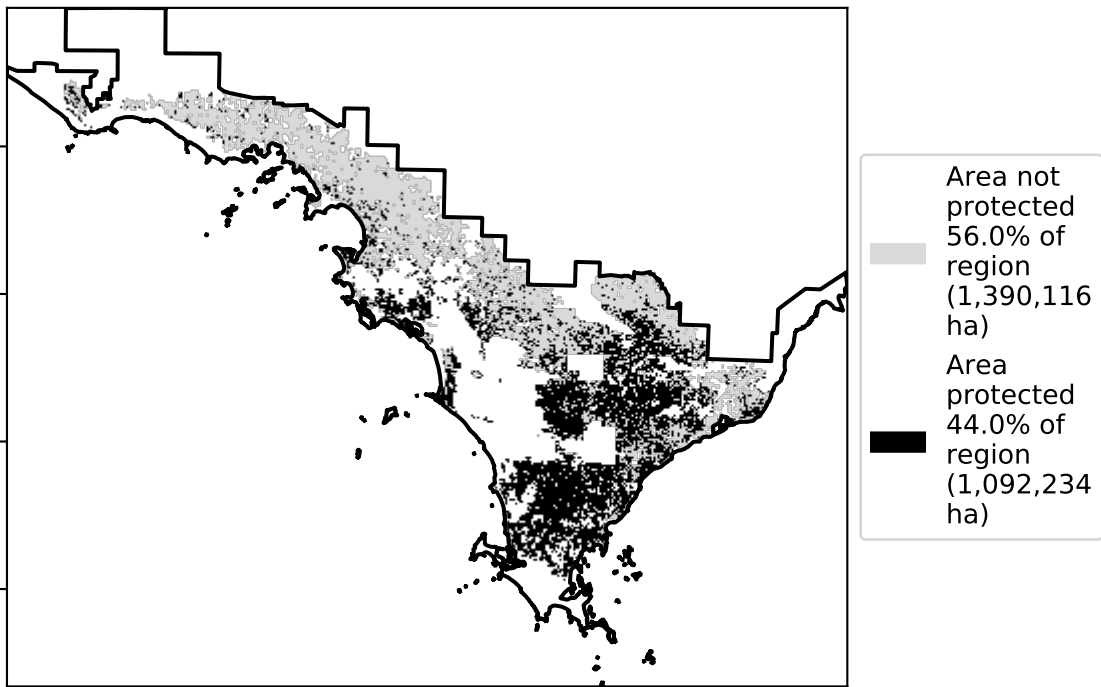 Area not
protected
56.0% of
region
(1,390,116
ha)
Area
protected
44.0% of
region
(1,092,234
ha)